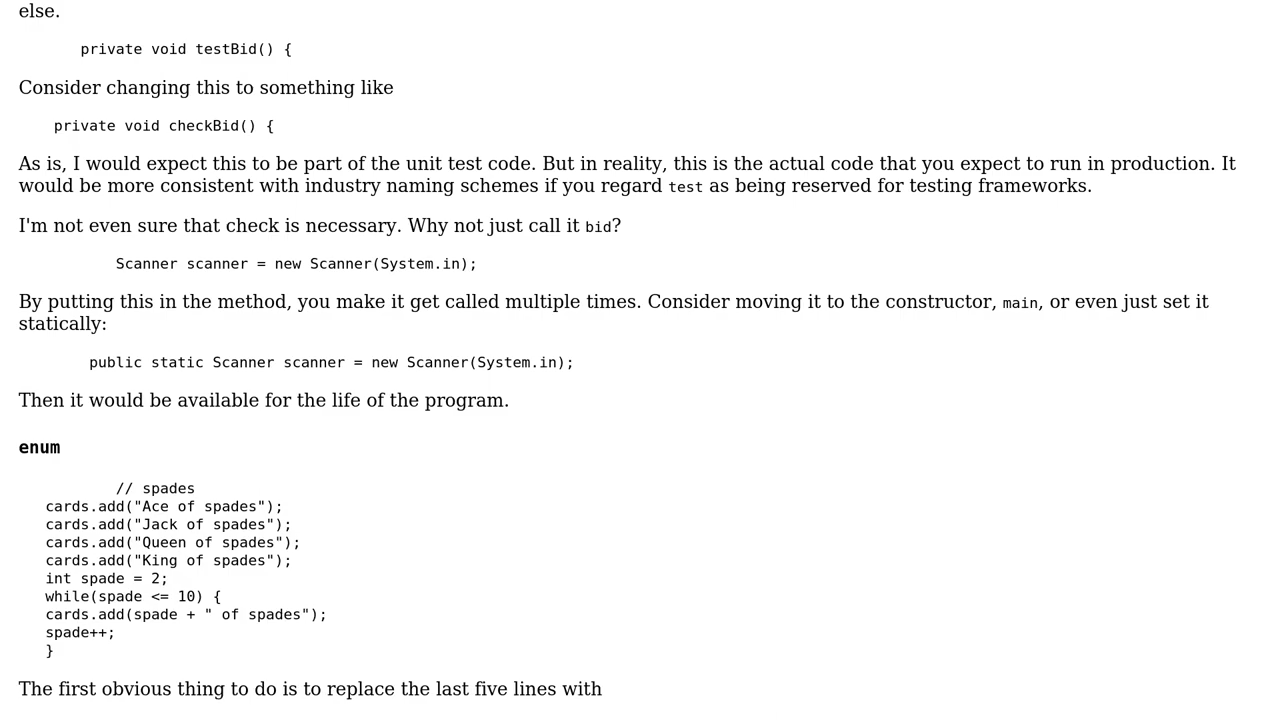 else.
private void testBid() {
Consider changing this to something like
private void checkBid() {
As is, I would expect this to be part of the unit test code. But in reality, this is the actual code that you expect to run in production. It
would be more consistent with industry naming schemes if you regard test as being reserved for testing frameworks.
I'm not even sure that check is necessary. Why not just call it bid?
Scanner scanner = new Scanner(System.in);
By putting this in the method, you make it get called multiple times. Consider moving it to the constructor, main, or even just set it
statically:
public static Scanner scanner = new Scanner(System.in);
Then it would be available for the life of the program.
enum
// spades
cards.add("Ace of spades");
cards.add("Jack of spades");
cards.add("Queen of spades");
cards.add("King of spades");
int spade = 2;
while(spade <= 10) {
cards.add(spade + " of spades");
spade++;
}
The first obvious thing to do is to replace the last five lines with